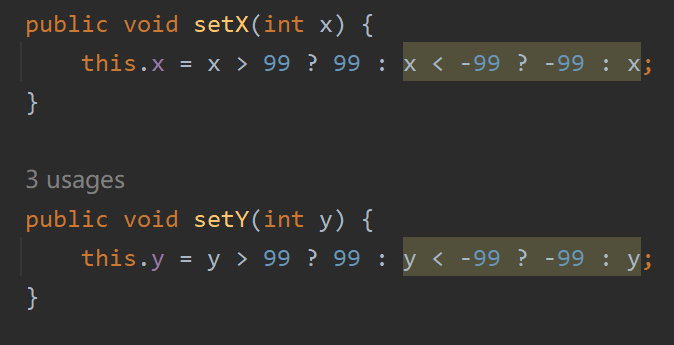 public void setX(int x) {
this.x = x > 99 ? 99 : x < -99 ? -99 : x;
}
3 usages
public void setY(int y) {
this.y = y > 99 ? 99 : y < -99 ? -99 : y;
}